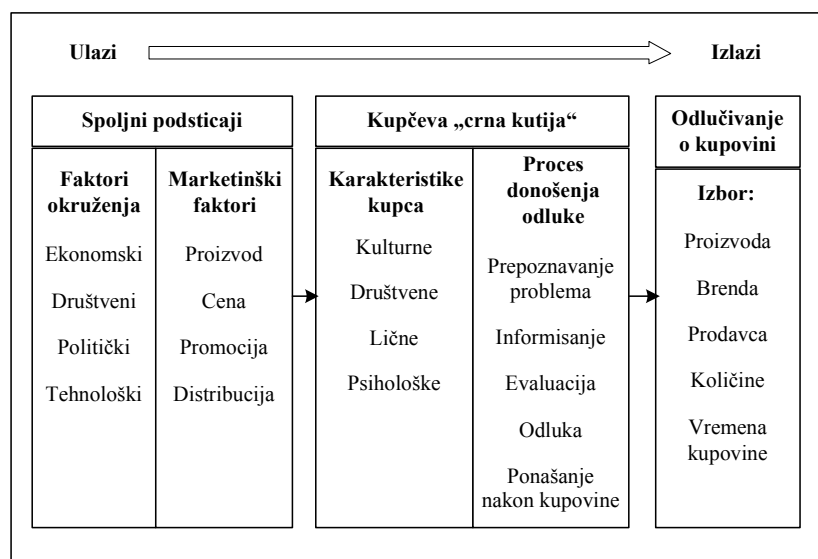 Ulazi
Izlazi
Spoljni podsticaji
Faktori
okruženja
Ekonomski
Društveni
Politički
Tehnološki
Marketinški
faktori
Proizvod
Cena
Promocija
Distribucija
Kupčeva „crna kutija“
Karakteristike
kupca
Kulturne
Društvene
Lične
Psihološke
Proces
donošenja
odluke
Prepoznavanje
problema
Informisanje
Evaluacija
Odluka
Ponašanje
nakon kupovine
Odlučivanje
o kupovini
Izbor:
Proizvoda
Brenda
Prodavca
Količine
Vremena
kupovine